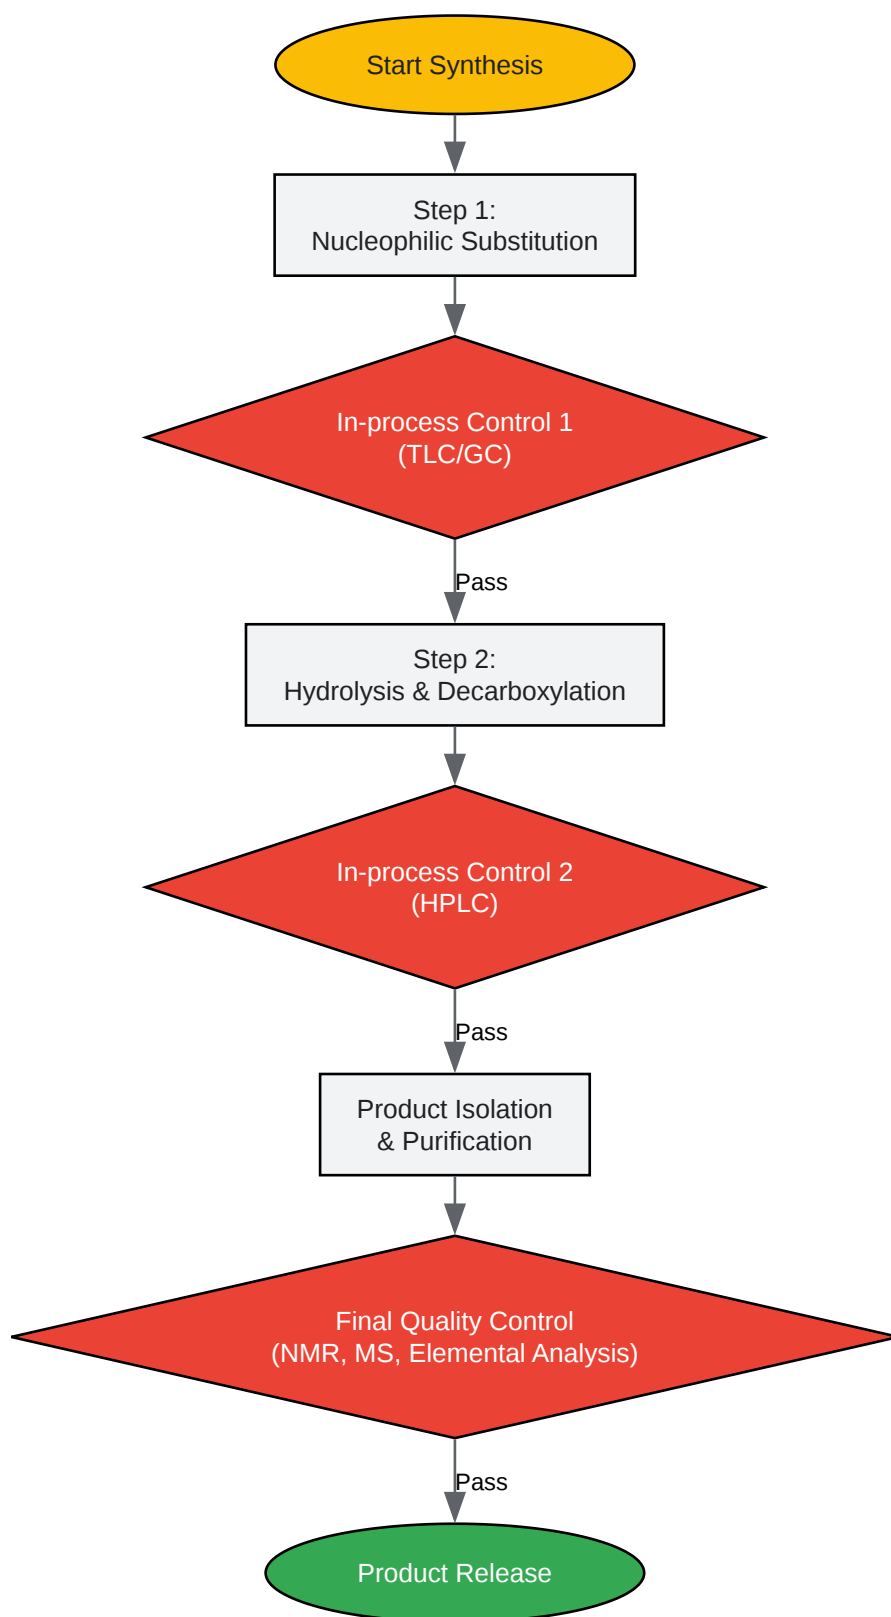 Start Synthesis
Step 1:
Nucleophilic Substitution
In-process Control 1
(TLC/GC)
Pass
Step 2:
Hydrolysis & Decarboxylation
In-process Control 2
(HPLC)
Pass
Product Isolation
& Purification
Final Quality Control
(NMR, MS, Elemental Analysis)
Pass
Product Release